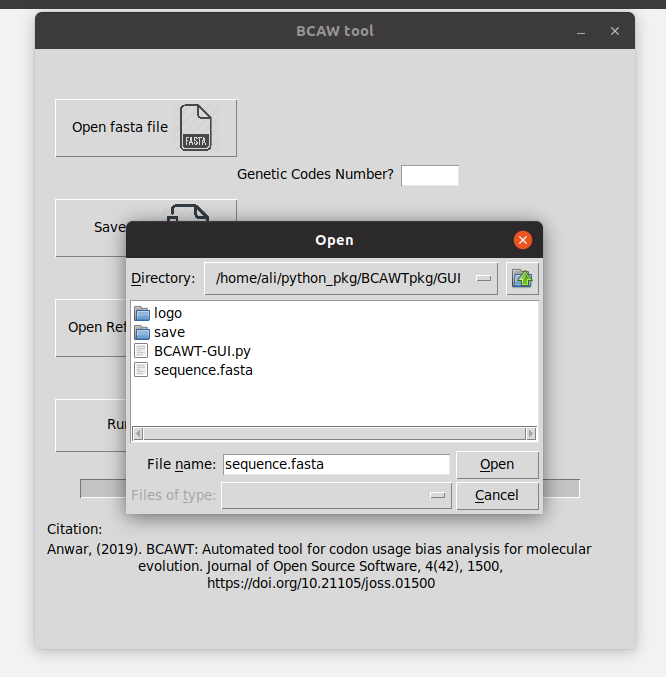 BCAW tool
Open fasta file
FASTA
Genetic Codes Number?
Save
Open
Directory: /home/ali/python_pkg/BCAWTpkg/GUI
logo
save
BCAWT-GUI.py
sequence.fasta
Open Ref
Ru
File name: sequence.fasta Open
Files of type: Cancel
Citation:
Anwar, (2019). BCAWT: Automated tool for codon usage bias analysis for molecular
evolution. Journal of Open Source Software, 4(42), 1500,
https://doi.org/10.21105/joss.01500